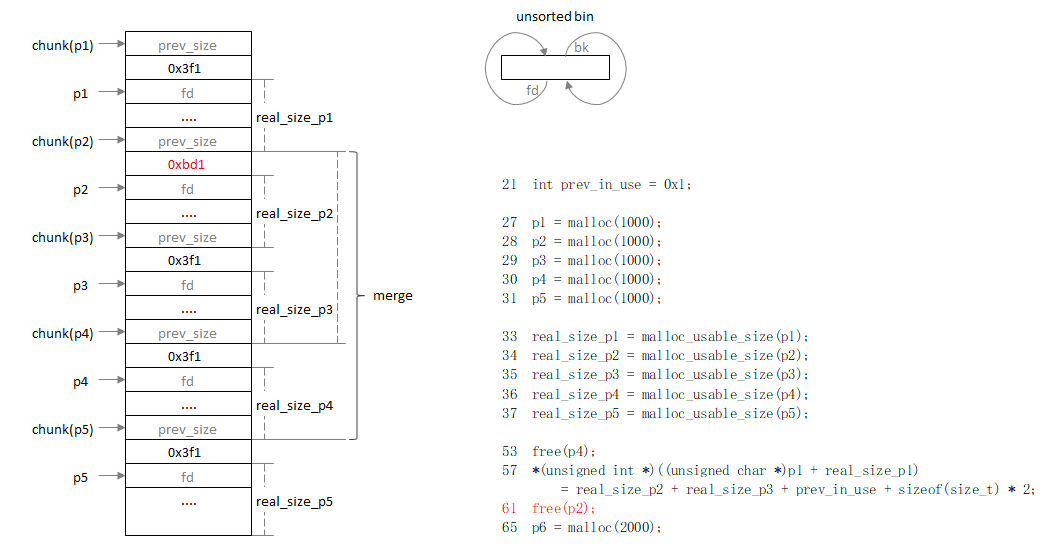 unsorted bin
bk
fd
chunk(p1)
prev_size
0x3f1
p1
fd
....
real_size_p1
chunk(p2)
prev_size
0xbd1
p2
fd
....
real_size_p2
chunk(p3)
prev_size
0x3f1
p3
fd
....
real_size_p3
merge
chunk(p4)
prev_size
0x3f1
p4
fd
....
real_size_p4
chunk(p5)
prev_size
0x3f1
p5
fd
....
real_size_p5
21 int prev_in_use = 0x1;
27 p1 = malloc(1000);
28 p2 = malloc(1000);
29 p3 = malloc(1000);
30 p4 = malloc(1000);
31 p5 = malloc(1000);
33 real_size_p1 = malloc_usable_size(p1);
34 real_size_p2 = malloc_usable_size(p2);
35 real_size_p3 = malloc_usable_size(p3);
36 real_size_p4 = malloc_usable_size(p4);
37 real_size_p5 = malloc_usable_size(p5);
53 free(p4);
57 *(unsigned int *)((unsigned char *)p1 + real_size_p1)
= real_size_p2 + real_size_p3 + prev_in_use + sizeof(size_t) * 2;
61 free(p2);
65 p6 = malloc(2000);